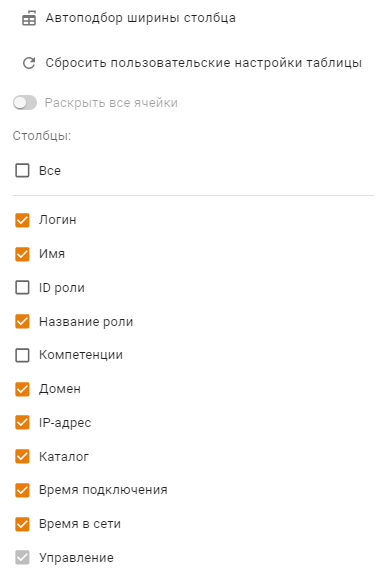 Автоподбор ширины столбца
Сбросить пользовательские настройки таблицы
Раскрыть все ячейки
Столбцы:
Все
Логин
Имя
ID роли
Название роли
Компетенции
Домен
IP-адрес
Каталог
Время подключения
Время в сети
Управление